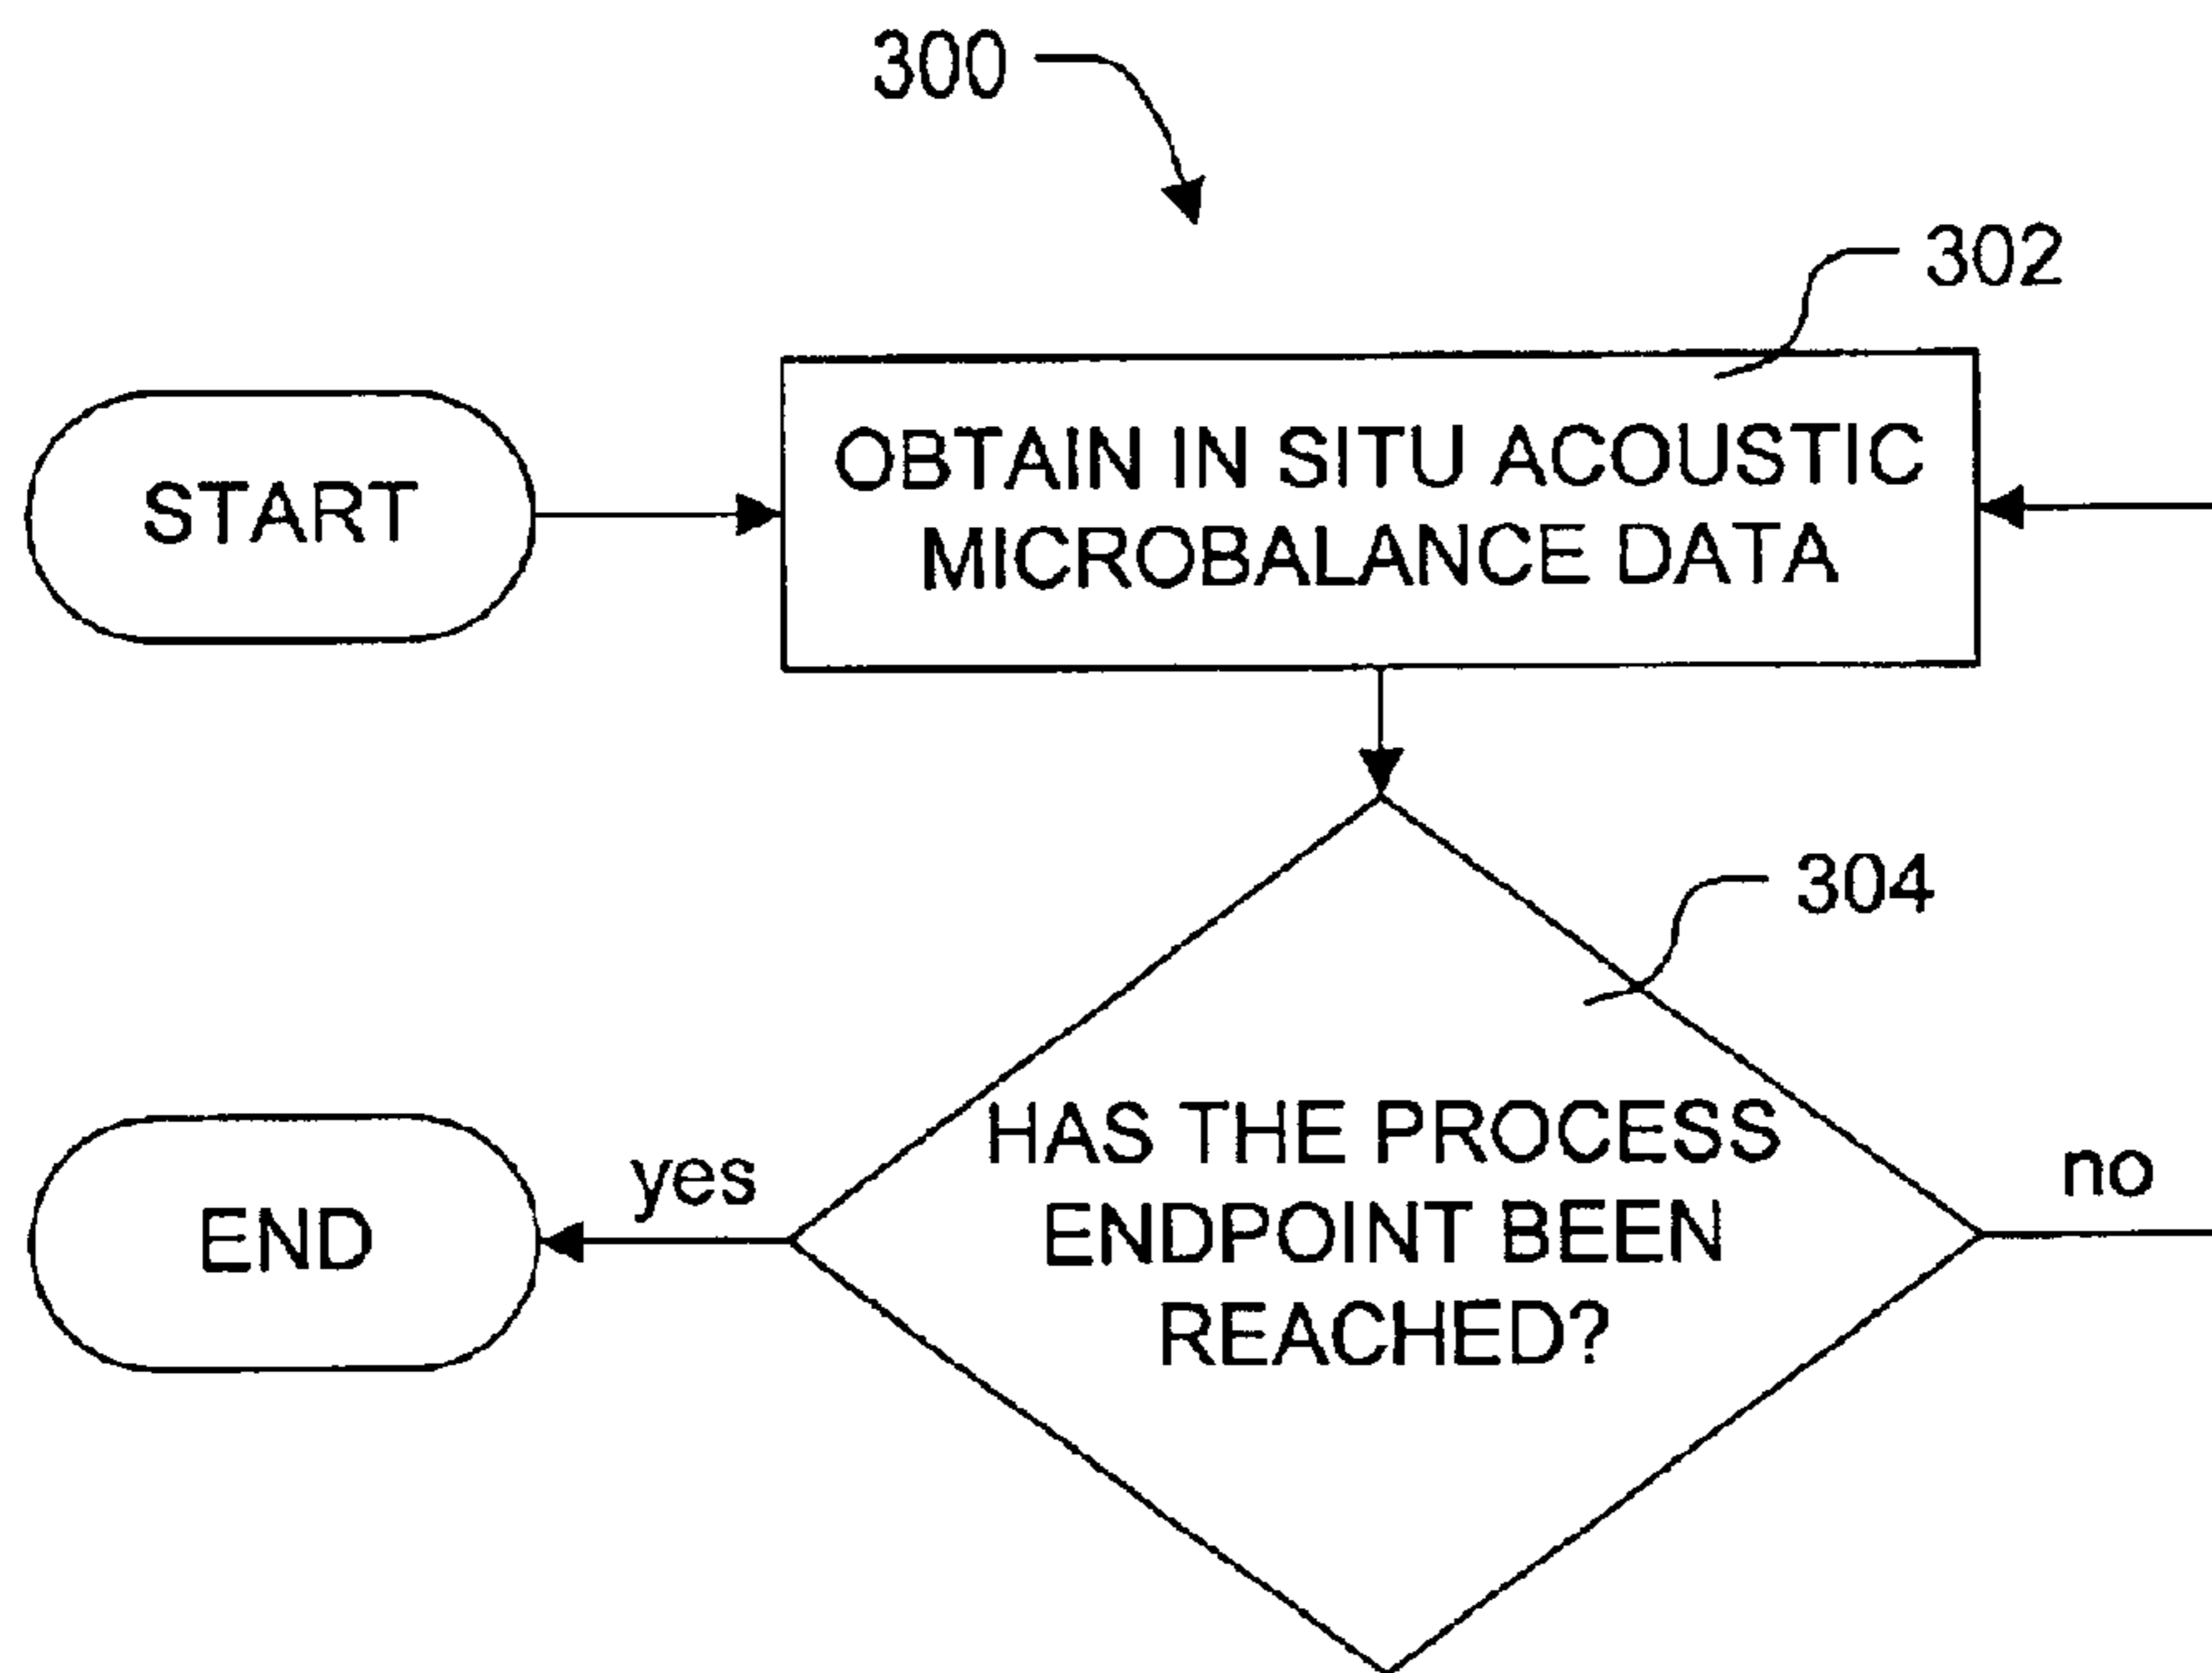 300
302
START
OBTAIN IN SITU ACOUSTIC
MICROBALANCE DATA
304
HAS THE PROCESS
ENDPOINT BEEN
REACHED?
yes
no
END